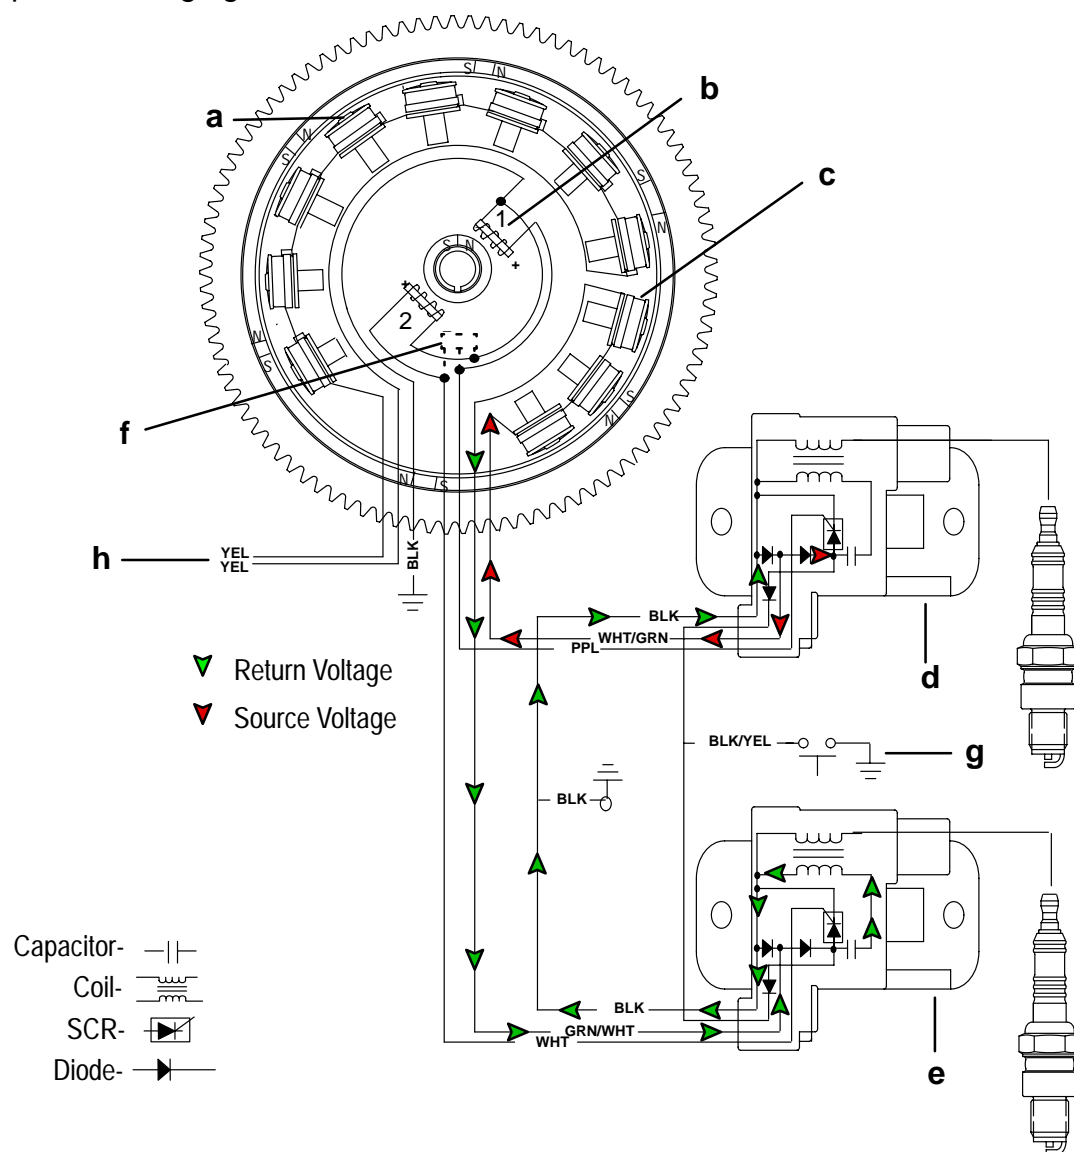 S N
a
b
N
S
S
c
1
N
S N
+
+
2
N
S
S
f
N
N S
h
YEL
YEL
BLK
BLK
WHT/GRN
PPL
Return Voltage
d
Source Voltage
BLK/YEL
g
BLK
Capacitor-
Coil-
BLK
SCR-
GRN/WHT
WHT
Diode-
e